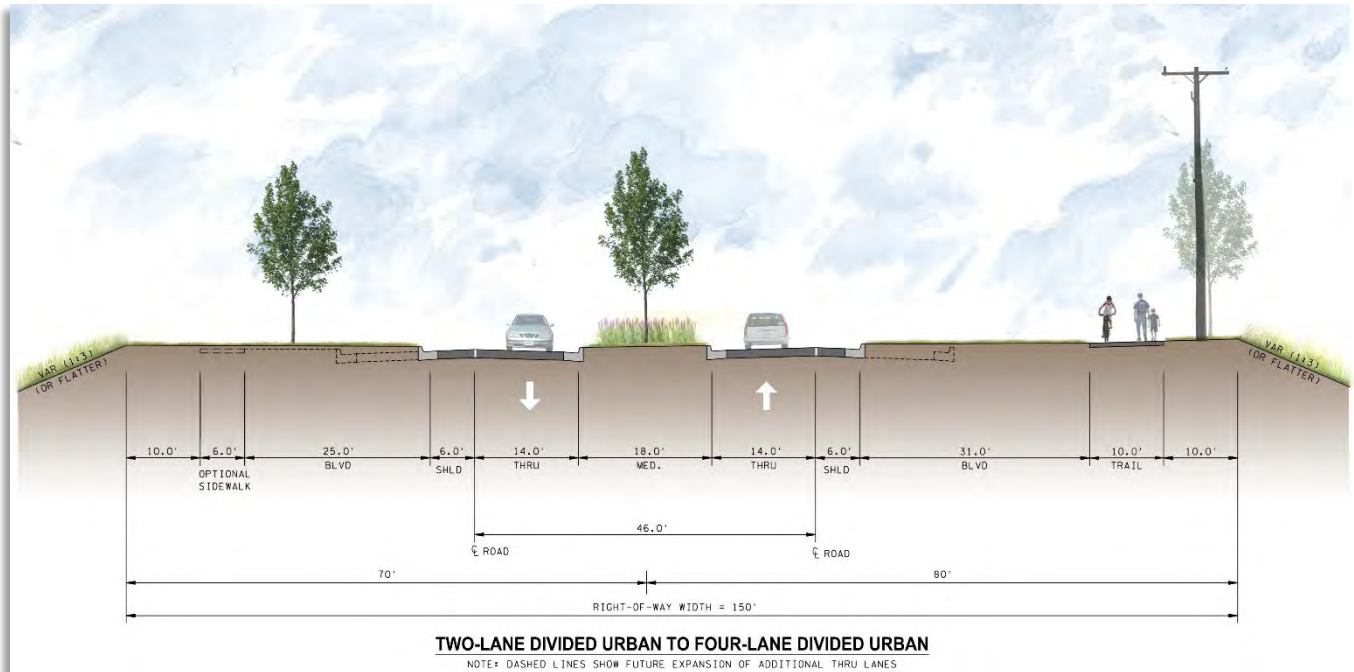 VAR (1:3)
(OR FLATTER)
VAR (1:3)
(OR FLATTER)
10.0' 6.0' 25.0' 6.0' 14.0' 18.0' 14.0' 6.0' 31.0' 10.0' 10.0'
OPTIONAL SIDEWALK BLVD SHLD THRU MED. THRU SHLD BLVD TRAIL
46.0'
℄ ROAD ℄ ROAD
70' 80'
RIGHT-OF-WAY WIDTH = 150'
TWO-LANE DIVIDED URBAN TO FOUR-LANE DIVIDED URBAN
NOTE: DASHED LINES SHOW FUTURE EXPANSION OF ADDITIONAL THRU LANES